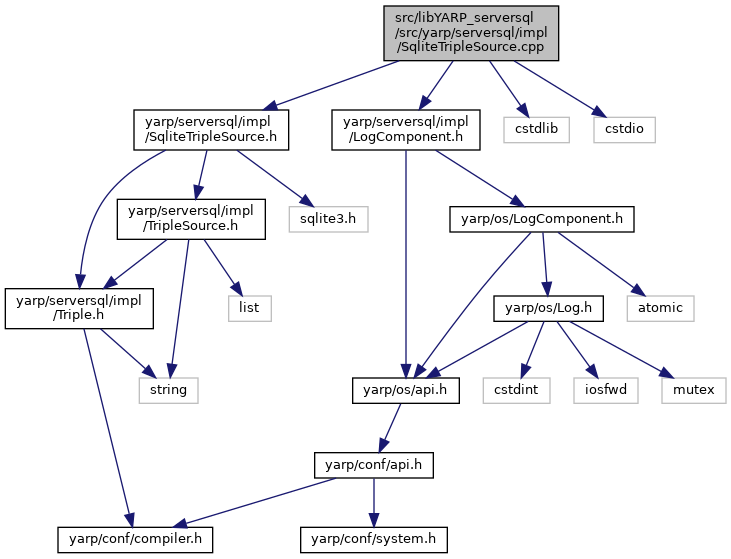 src/libYARP_serversql
/src/yarp/serversql/impl
/SqliteTripleSource.cpp
yarp/serversql/impl
/SqliteTripleSource.h
yarp/serversql/impl
/LogComponent.h
cstdlib
cstdio
yarp/serversql/impl
/TripleSource.h
sqlite3.h
yarp/os/LogComponent.h
yarp/serversql/impl
/Triple.h
list
yarp/os/Log.h
atomic
string
yarp/os/api.h
cstdint
iosfwd
mutex
yarp/conf/api.h
yarp/conf/compiler.h
yarp/conf/system.h